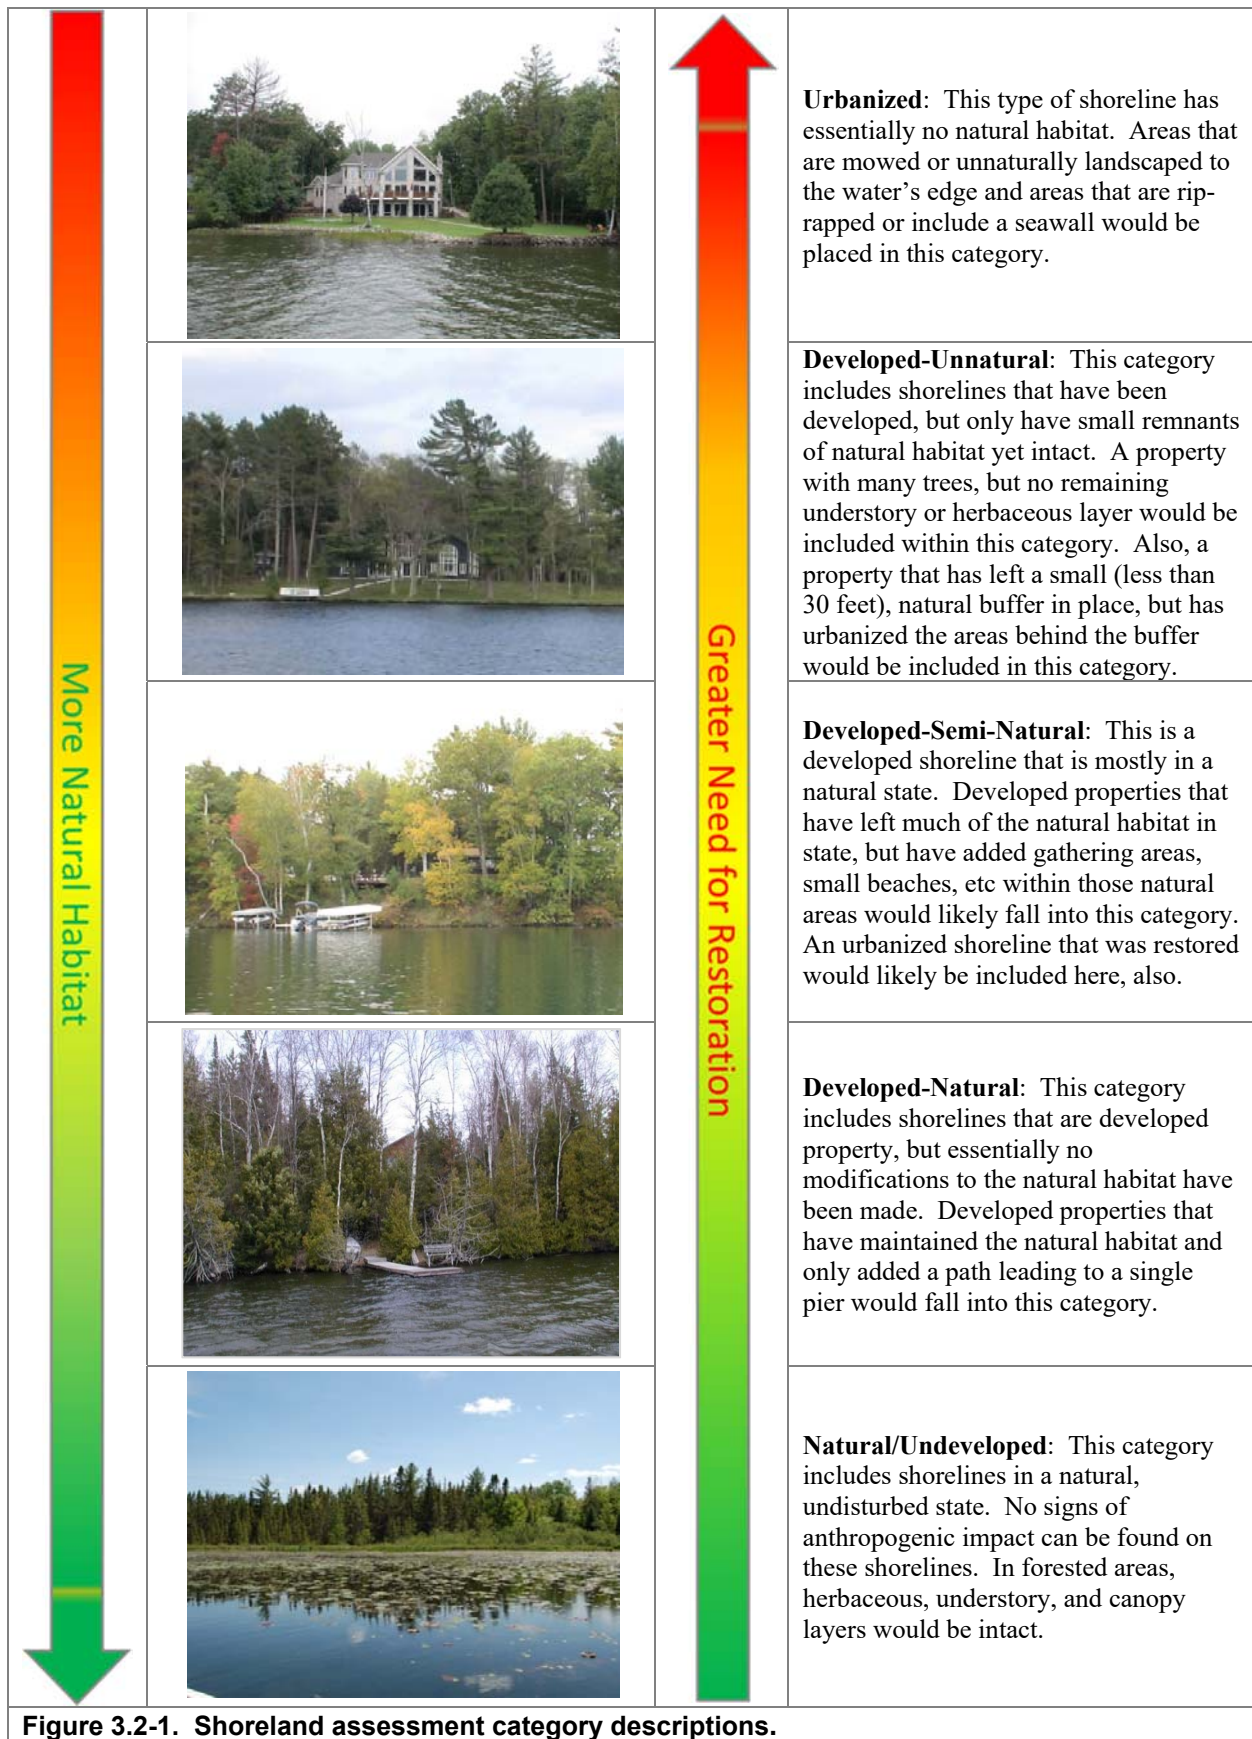 More Natural Habitat
Greater Need for Restoration
Urbanized: This type of shoreline has
essentially no natural habitat. Areas that
are mowed or unnaturally landscaped to
the water’s edge and areas that are rip-
rapped or include a seawall would be
placed in this category.
Developed-Unnatural: This category
includes shorelines that have been
developed, but only have small remnants
of natural habitat yet intact. A property
with many trees, but no remaining
understory or herbaceous layer would be
included within this category. Also, a
property that has left a small (less than
30 feet), natural buffer in place, but has
urbanized the areas behind the buffer
would be included in this category.
Developed-Semi-Natural: This is a
developed shoreline that is mostly in a
natural state. Developed properties that
have left much of the natural habitat in
state, but have added gathering areas,
small beaches, etc within those natural
areas would likely fall into this category.
An urbanized shoreline that was restored
would likely be included here, also.
Developed-Natural: This category
includes shorelines that are developed
property, but essentially no
modifications to the natural habitat have
been made. Developed properties that
have maintained the natural habitat and
only added a path leading to a single
pier would fall into this category.
Natural/Undeveloped: This category
includes shorelines in a natural,
undisturbed state. No signs of
anthropogenic impact can be found on
these shorelines. In forested areas,
herbaceous, understory, and canopy
layers would be intact.
Figure 3.2-1. Shoreland assessment category descriptions.